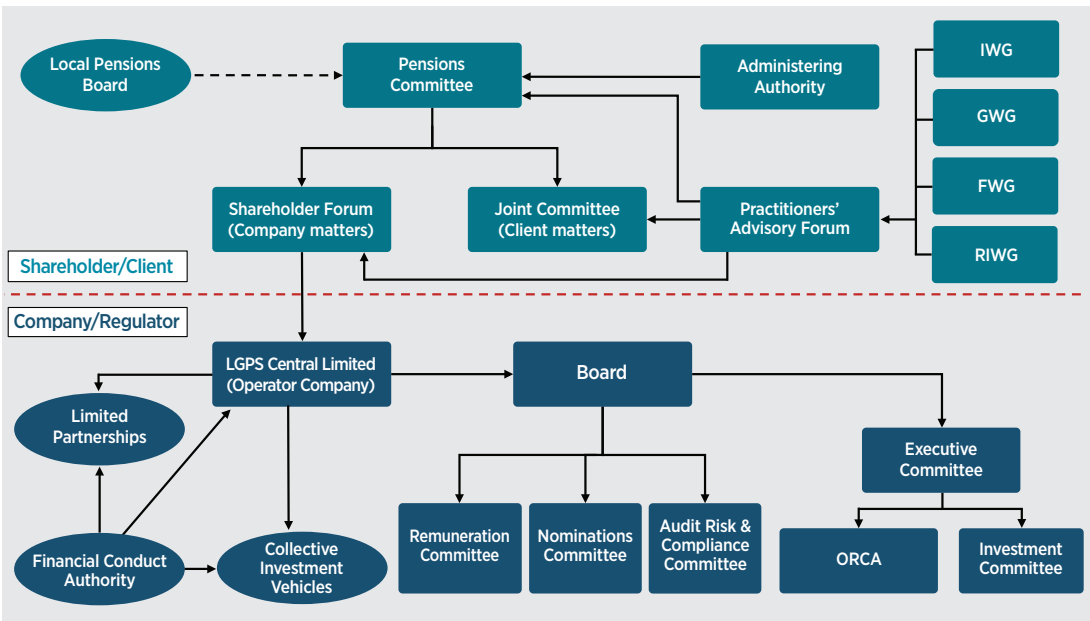 Local Pensions
Board
Pensions
Committee
Administering
Authority
IWG
GWG
FWG
RIWG
Shareholder Forum
(Company matters)
Joint Committee
(Client matters)
Practitioners’
Advisory Forum
Shareholder/Client
Company/Regulator
LGPS Central Limited
(Operator Company)
Board
Limited
Partnerships
Executive
Committee
Financial Conduct
Authority
Collective
Investment
Vehicles
Remuneration
Committee
Nominations
Committee
Audit Risk &
Compliance
Committee
ORCA
Investment
Committee